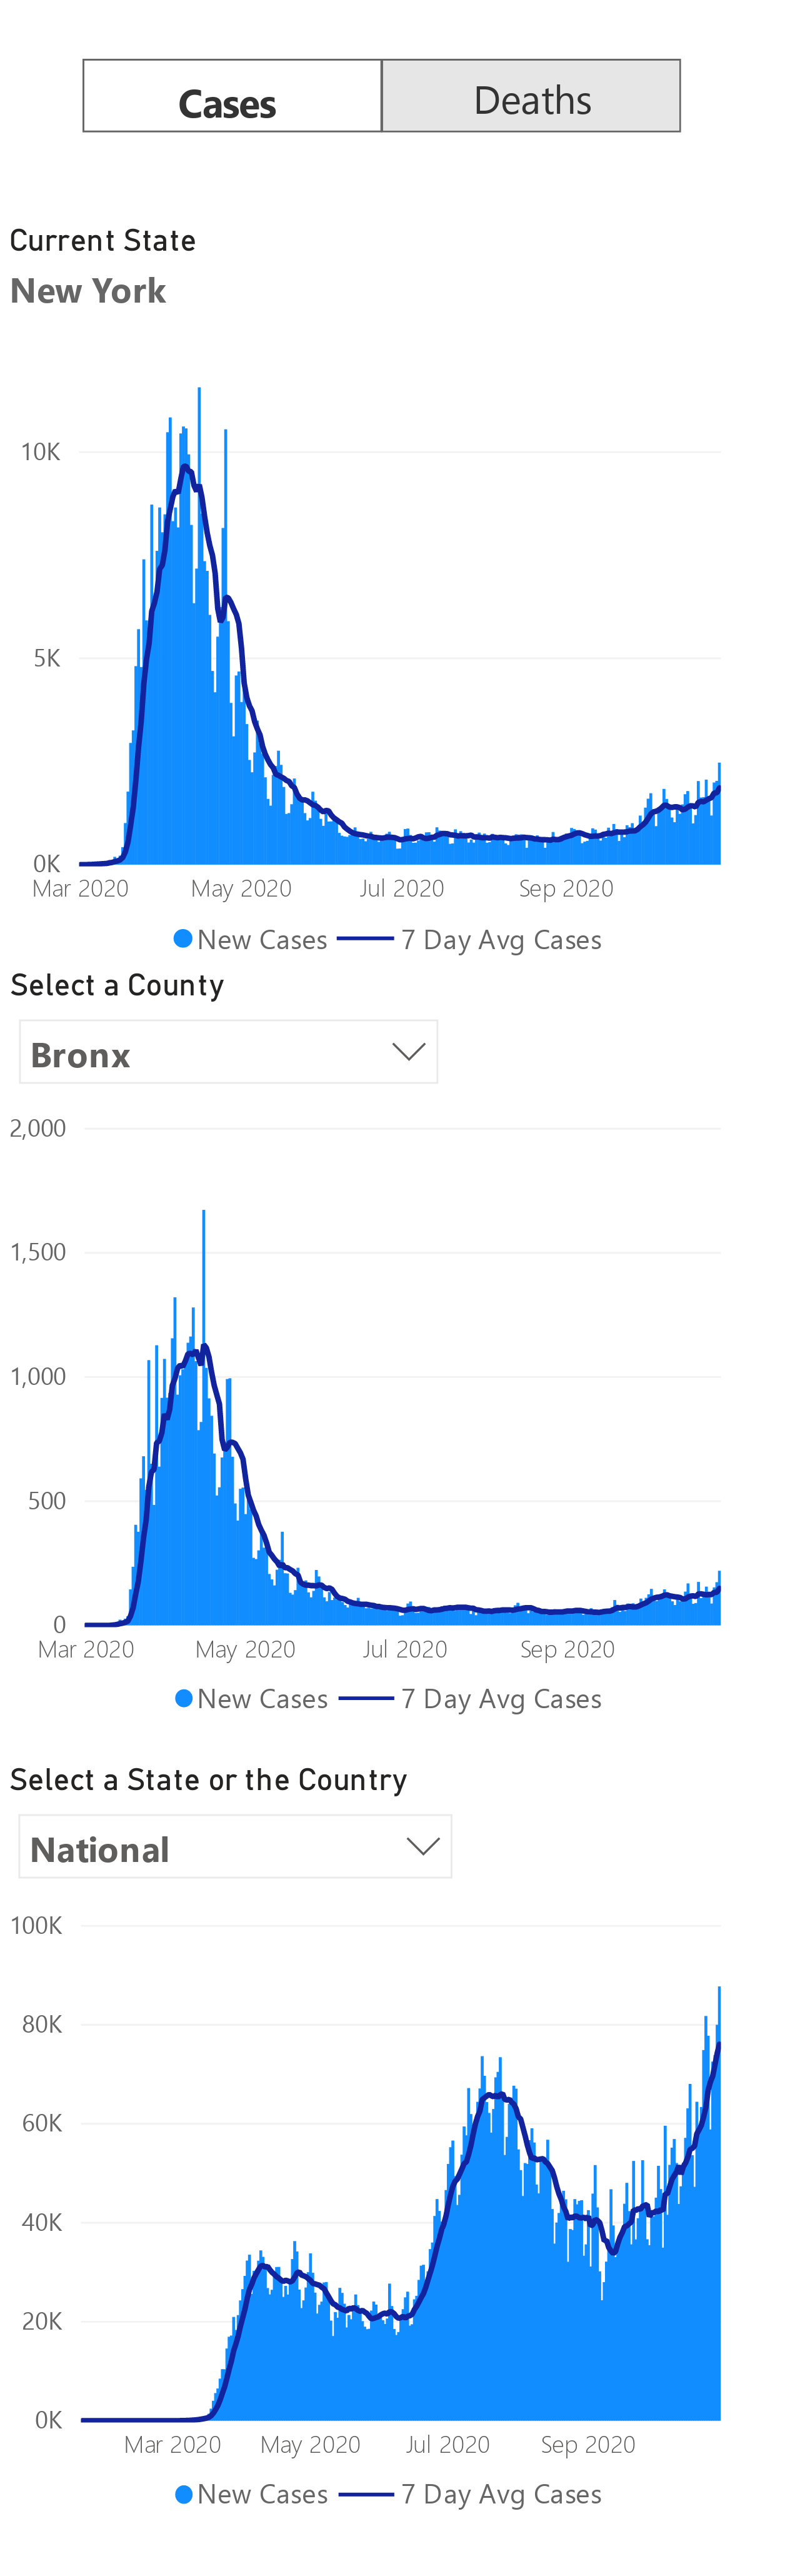 Cases Deaths
Current State
New York
10K
5K
0K
Mar 2020 May 2020 Jul 2020 Sep 2020
New Cases 7 Day Avg Cases
Select a County
Bronx
2,000
1,500
1,000
500
0
Mar 2020 May 2020 Jul 2020 Sep 2020
New Cases 7 Day Avg Cases
Select a State or the Country
National
100K
80K
60K
40K
20K
0K
Mar 2020 May 2020 Jul 2020 Sep 2020
New Cases 7 Day Avg Cases